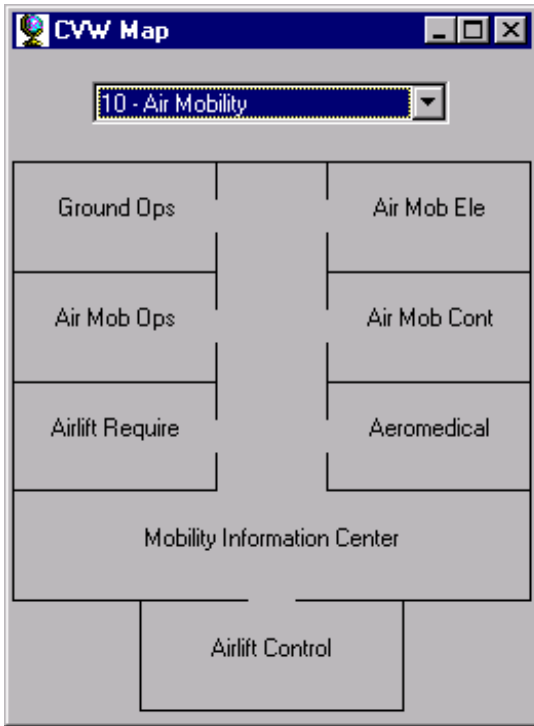 CVW Map
10 - Air Mobility
Ground Ops
Air Mob Ele
Air Mob Ops
Air Mob Cont
Airlift Require
Aeromedical
Mobility Information Center
Airlift Control